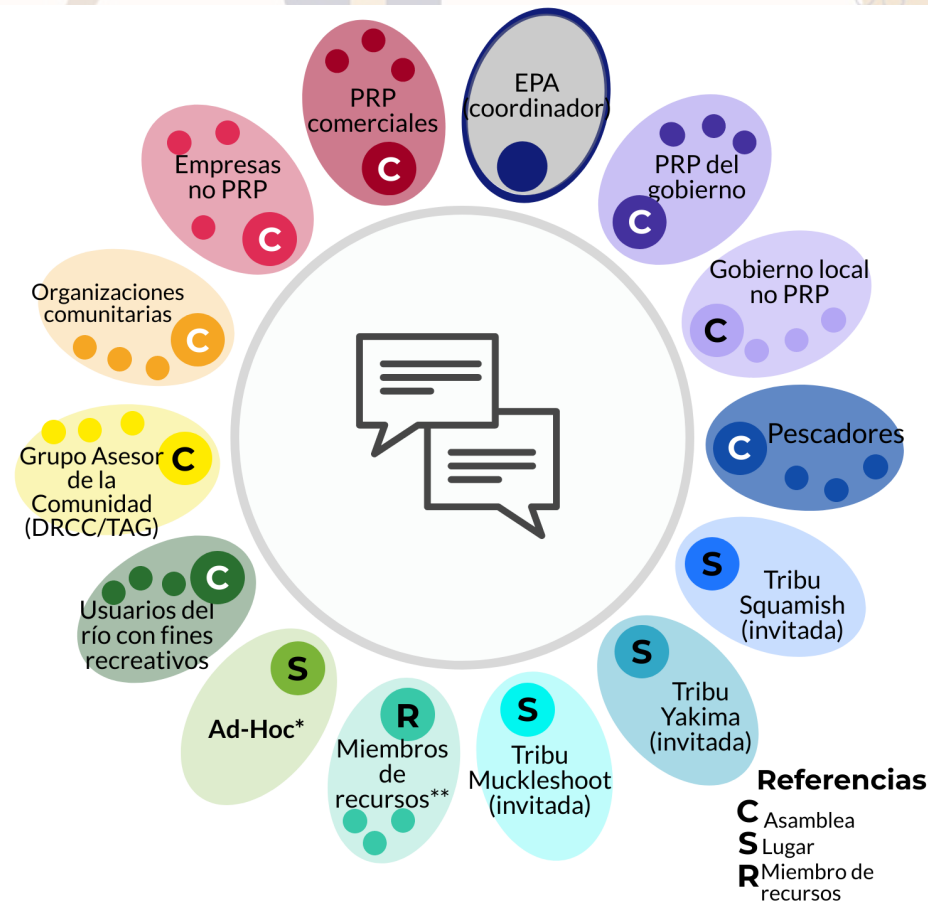 EPA
(coordinador)
PRP del
gobierno
C
Gobierno local
no PRP
C
Pescadores
C
S
Tribu
Squamish
(invitada)
S
Tribu
Yakima
(invitada)
S
Tribu
Muckleshoot
(invitada)
R
Miembros
de
recursos**
S
Ad-Hoc*
C
Usuarios del
río con fines
recreativos
C
Grupo Asesor
de la
Comunidad
(DRCC/TAG)
Organizaciones
comunitarias
C
Empresas
no PRP
C
PRP
comerciales
C
Referencias
C Asamblea
S Lugar
R Miembro de
recursos